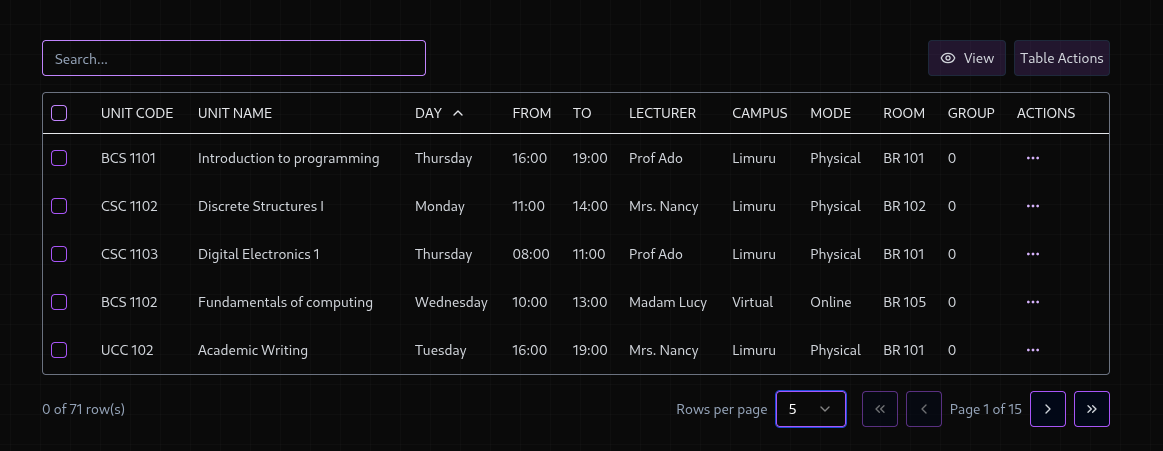 Search... View Table Actions
UNIT CODE UNIT NAME DAY FROM TO LECTURER CAMPUS MODE ROOM GROUP ACTIONS
BCS 1101 Introduction to programming Thursday 16:00 19:00 Prof Ado Limuru Physical BR 101 0 ...
CSC 1102 Discrete Structures I Monday 11:00 14:00 Mrs. Nancy Limuru Physical BR 102 0 ...
CSC 1103 Digital Electronics 1 Thursday 08:00 11:00 Prof Ado Limuru Physical BR 101 0 ...
BCS 1102 Fundamentals of computing Wednesday 10:00 13:00 Madam Lucy Virtual Online BR 105 0 ...
UCC 102 Academic Writing Tuesday 16:00 19:00 Mrs. Nancy Limuru Physical BR 101 0 ...
0 of 71 row(s) Rows per page 5 « ‹ Page 1 of 15 › »